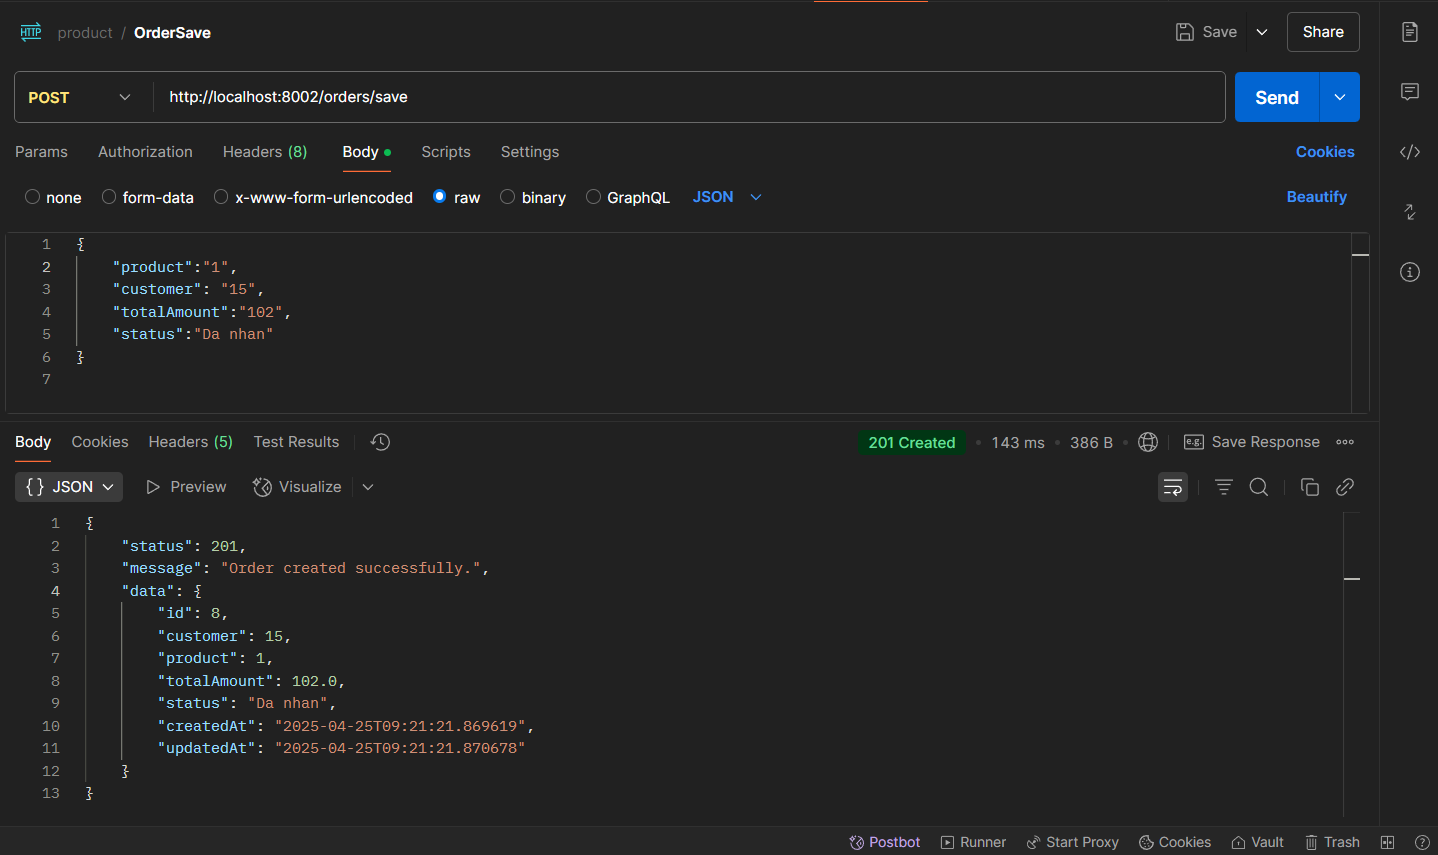 HTTP product / OrderSave Save Share
POST http://localhost:8002/orders/save Send
Params Authorization Headers (8) Body Scripts Settings Cookies
none form-data x-www-form-urlencoded raw binary GraphQL JSON Beautify
1 {
2 "product":"1",
3 "customer": "15",
4 "totalAmount":"102",
5 "status":"Da nhan"
6 }
7
Body Cookies Headers (5) Test Results 201 Created • 143 ms • 386 B • e.g. Save Response
{} JSON Preview Visualize
1 {
2 "status": 201,
3 "message": "Order created successfully.",
4 "data": {
5 "id": 8,
6 "customer": 15,
7 "product": 1,
8 "totalAmount": 102.0,
9 "status": "Da nhan",
10 "createdAt": "2025-04-25T09:21:21.869619",
11 "updatedAt": "2025-04-25T09:21:21.870678"
12 }
13 }
Postbot Runner Start Proxy Cookies Vault Trash